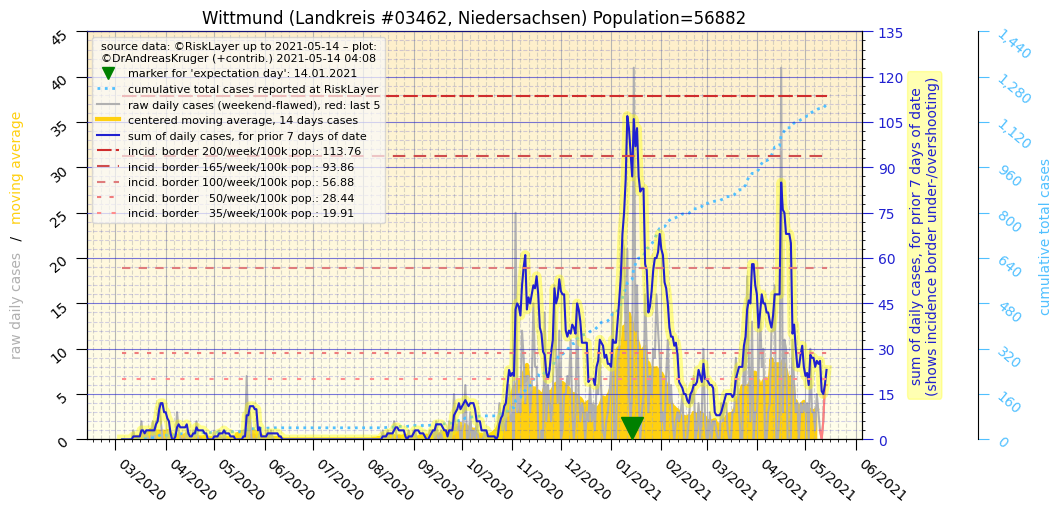 Wittmund (Landkreis #03462, Niedersachsen) Population=56882
source data: ©RiskLayer up to 2021-05-14 – plot:
©DrAndreasKruger (+contrib.) 2021-05-14 04:08
marker for 'expectation day': 14.01.2021
cumulative total cases reported at RiskLayer
raw daily cases (weekend-flawed), red: last 5
centered moving average, 14 days cases
sum of daily cases, for prior 7 days of date
incid. border 200/week/100k pop.: 113.76
incid. border 165/week/100k pop.: 93.86
incid. border 100/week/100k pop.: 56.88
incid. border   50/week/100k pop.: 28.44
incid. border   35/week/100k pop.: 19.91
raw daily cases  /  moving average
45
40
35
30
25
20
15
10
5
0
135
120
105
90
75
60
45
30
15
0
sum of daily cases, for prior 7 days of date
(shows incidence border under-/overshooting)
1,440
1,280
1,120
960
800
640
480
320
160
0
cumulative total cases
03/2020
04/2020
05/2020
06/2020
07/2020
08/2020
09/2020
10/2020
11/2020
12/2020
01/2021
02/2021
03/2021
04/2021
05/2021
06/2021